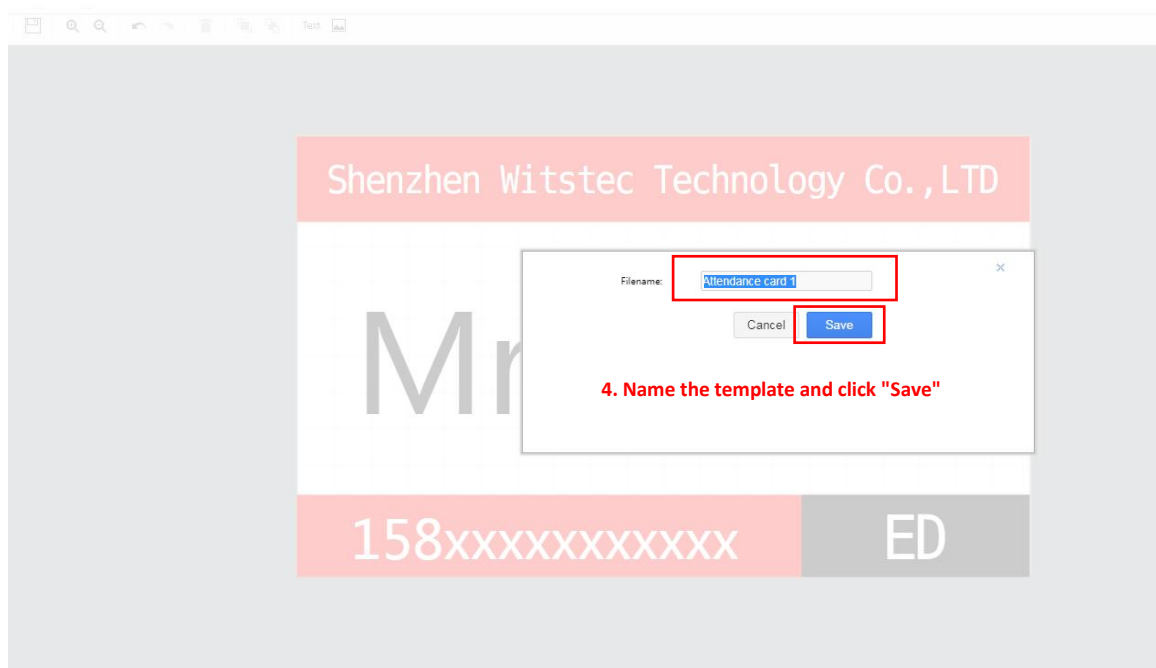 Text
Shenzhen Witstec Technology Co.,LTD
Filename: Attendance card 1
Cancel Save
Mr
4. Name the template and click "Save"
158xxxxxxxxxxx ED